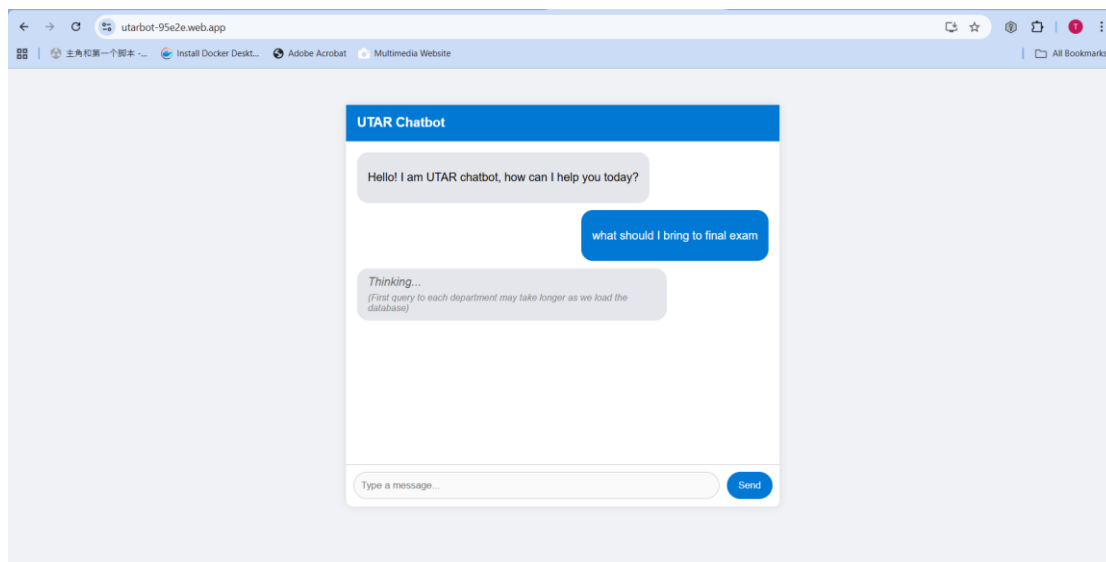 utarbot-95e2e.web.app
T
主角和第一个脚本 -...
Install Docker Deskt...
Adobe Acrobat
Multimedia Website
All Bookmarks
UTAR Chatbot
Hello! I am UTAR chatbot, how can I help you today?
what should I bring to final exam
Thinking...
(First query to each department may take longer as we load the
database)
Type a message...
Send